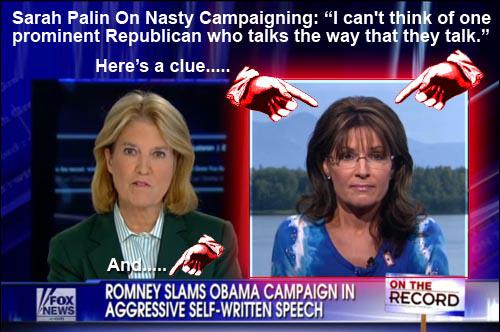 Sarah Palin On Nasty Campaigning: “I can't think of one
prominent Republican who talks the way that they talk.”
Here’s a clue.....
And.....
FOX
NEWS
ROMNEY SLAMS OBAMA CAMPAIGN IN
AGGRESSIVE SELF-WRITTEN SPEECH
ON THE
RECORD